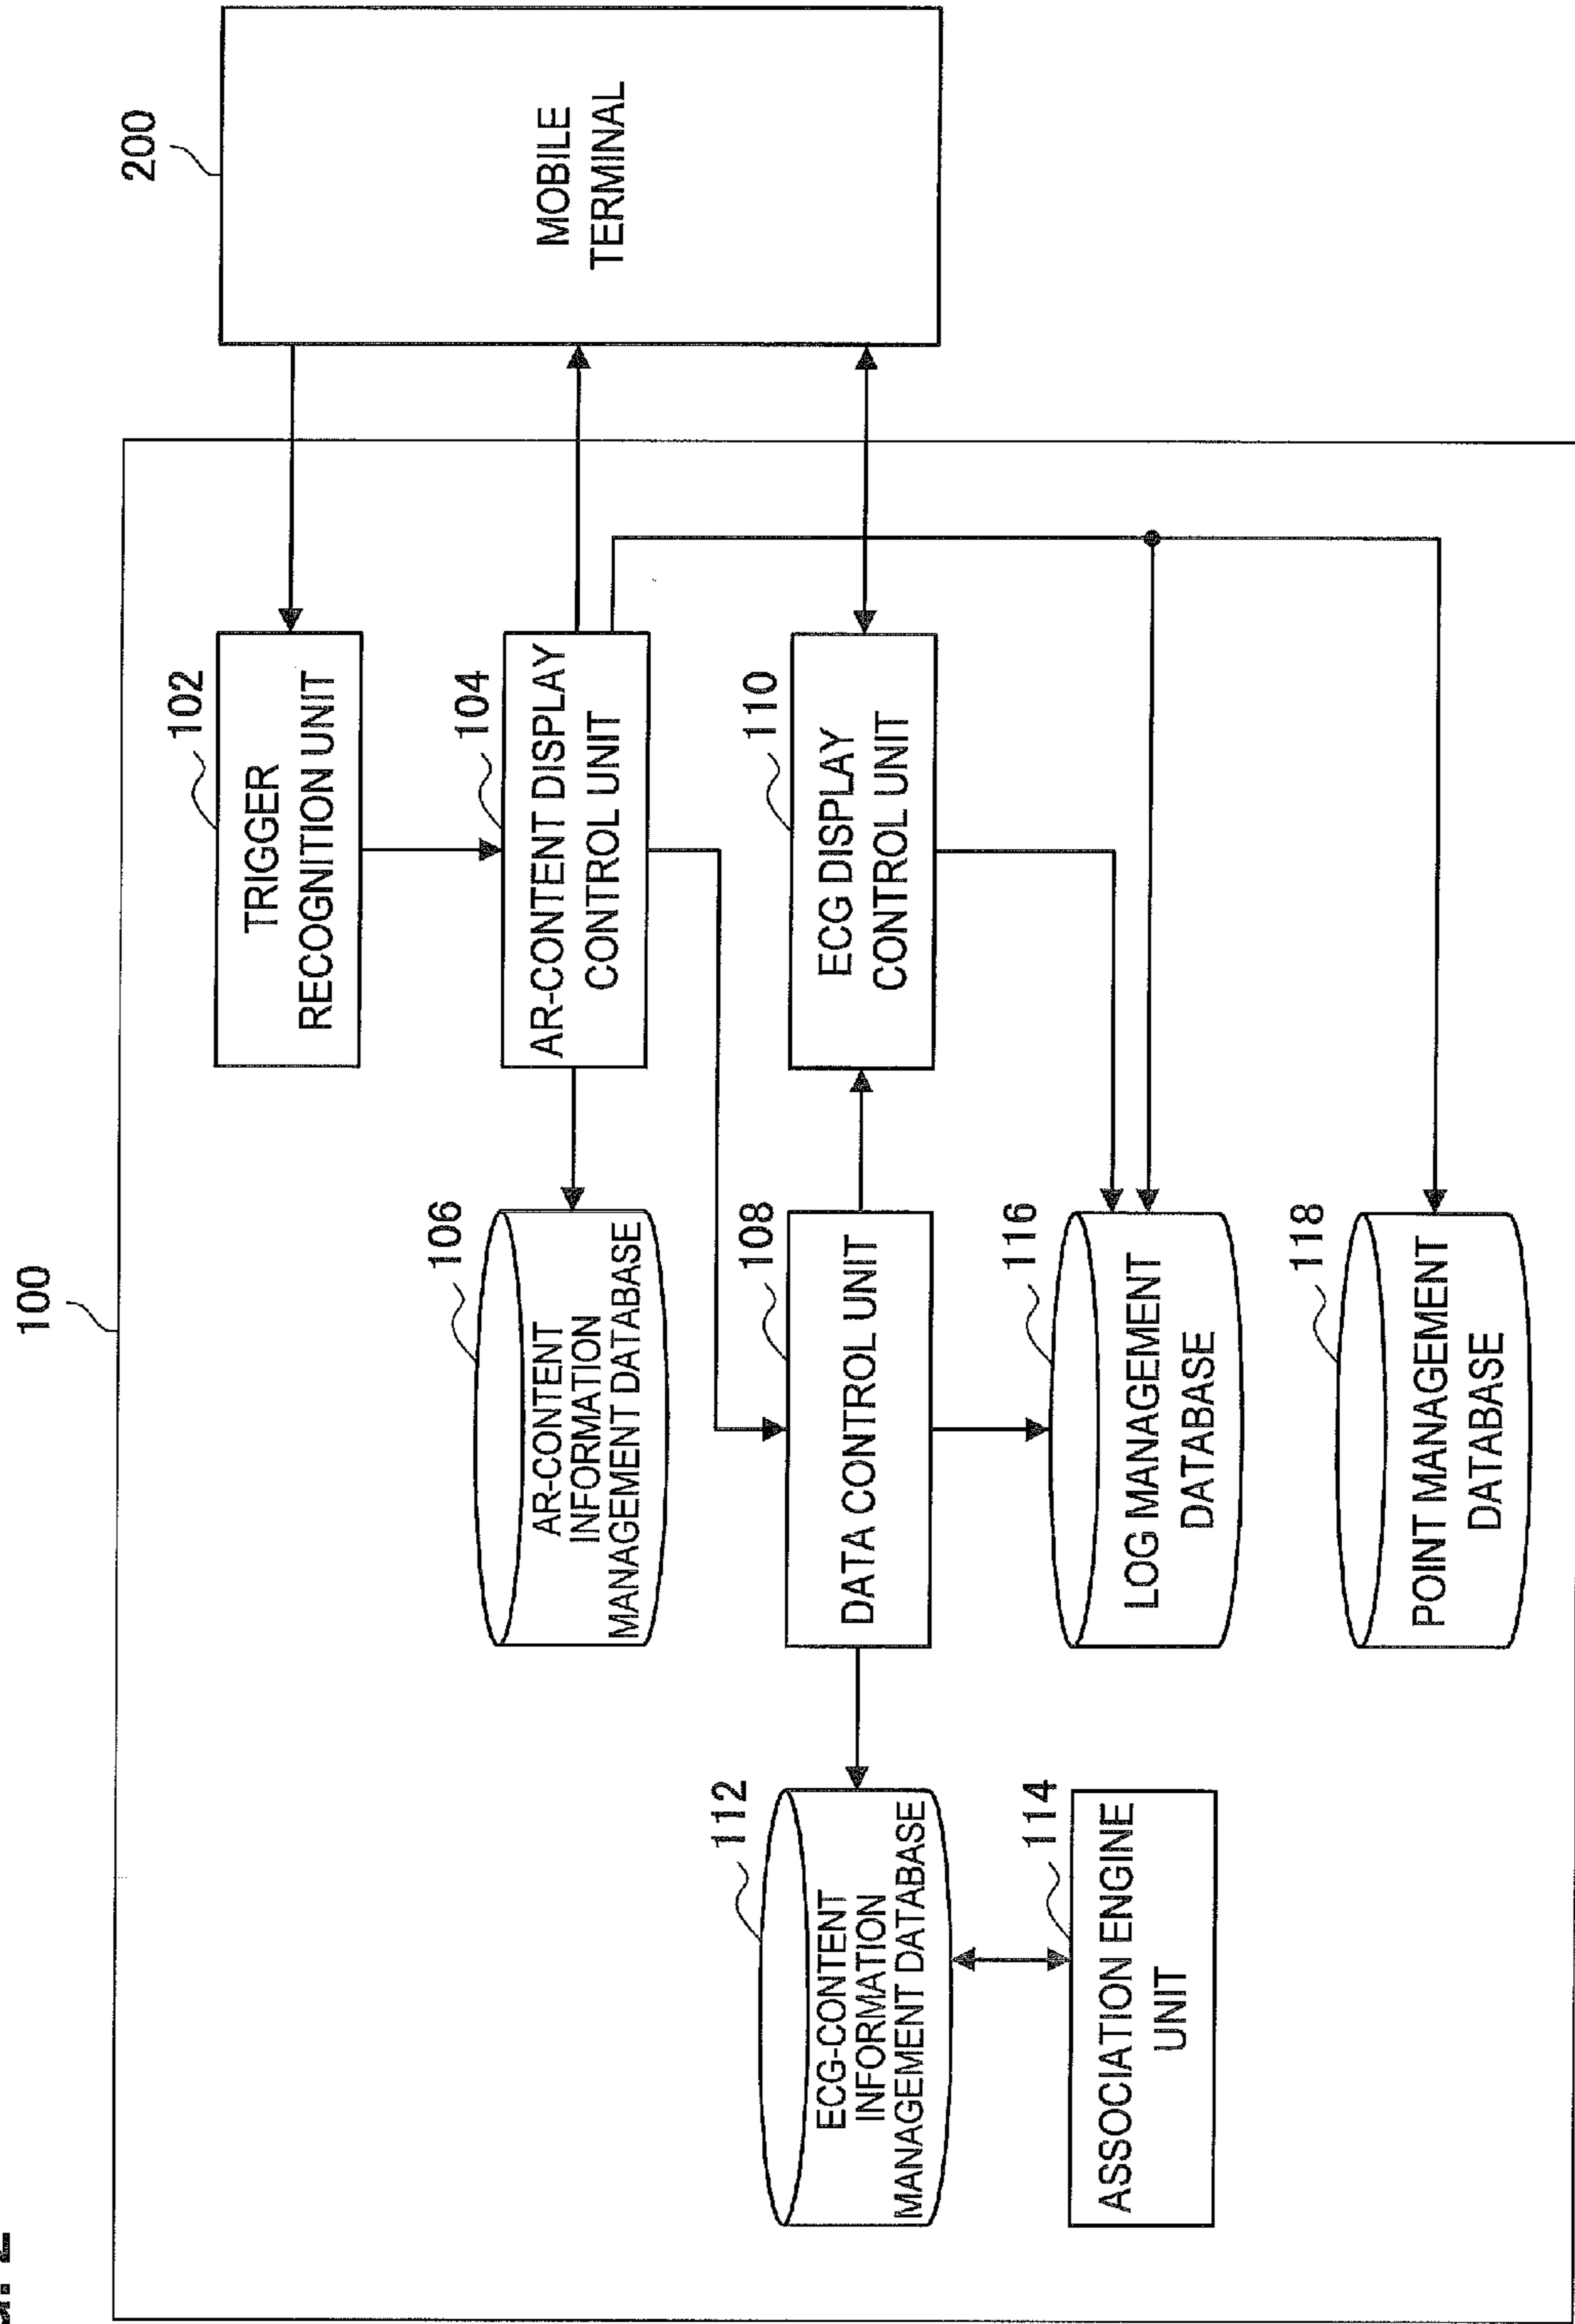 100
200
MOBILE
TERMINAL
102
TRIGGER
RECOGNITION UNIT
104
AR-CONTENT DISPLAY
CONTROL UNIT
106
AR-CONTENT
INFORMATION
MANAGEMENT DATABASE
108
DATA CONTROL UNIT
110
ECG DISPLAY
CONTROL UNIT
112
ECG-CONTENT
INFORMATION
MANAGEMENT DATABASE
114
ASSOCIATION ENGINE
UNIT
116
LOG MANAGEMENT
DATABASE
118
POINT MANAGEMENT
DATABASE